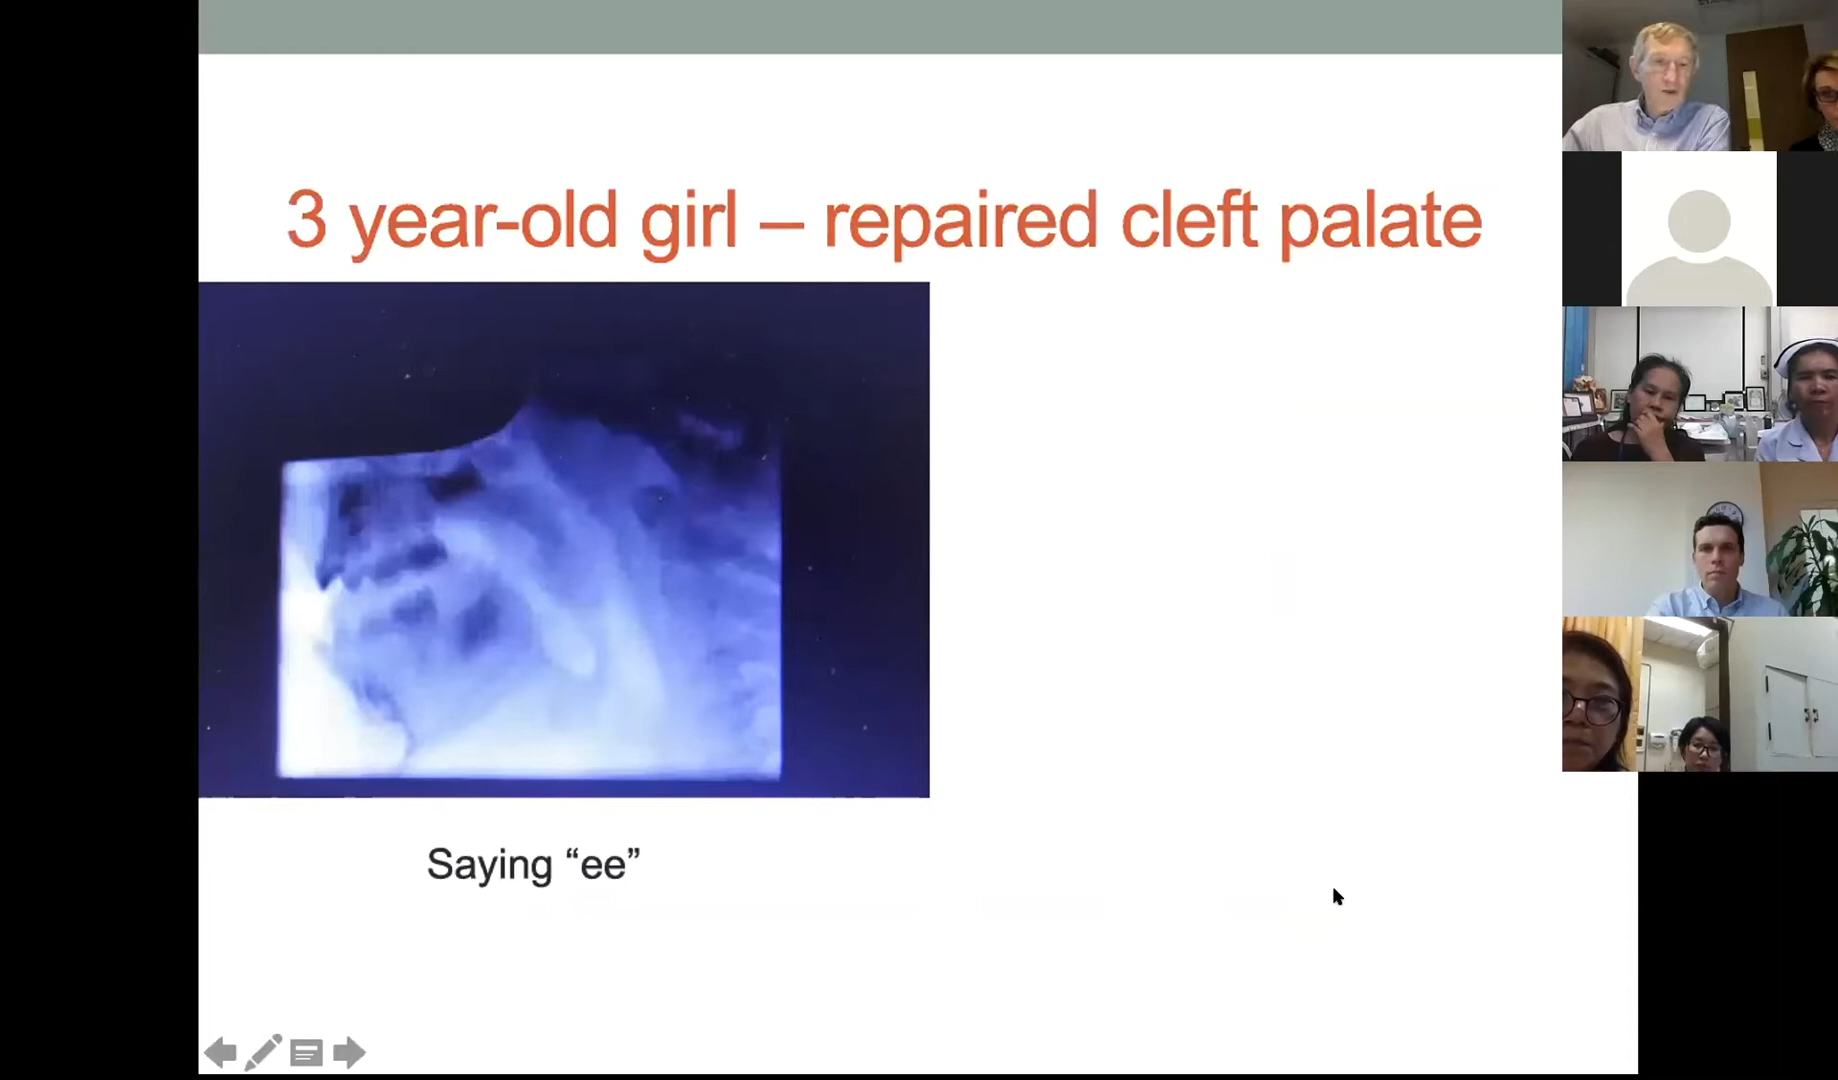 3 year-old girl – repaired cleft palate
Saying “ee”